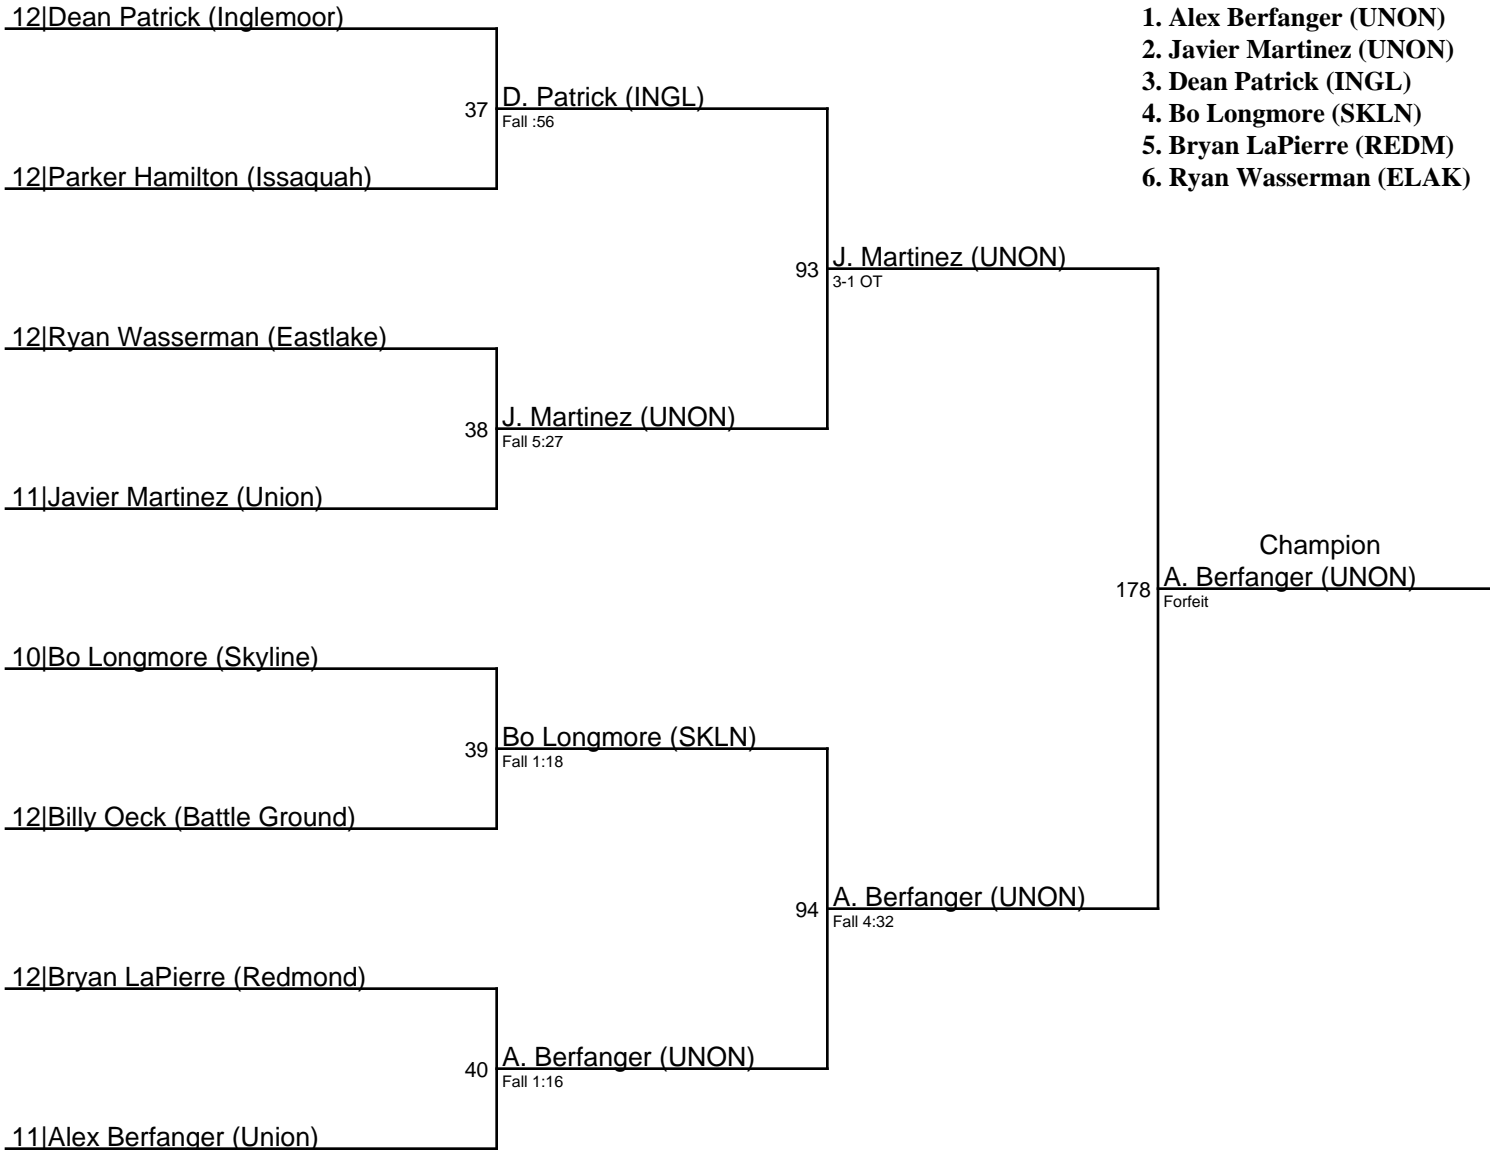 12|Dean Patrick (Inglemoor)
1. Alex Berfanger (UNON)
2. Javier Martinez (UNON)
3. Dean Patrick (INGL)
4. Bo Longmore (SKLN)
5. Bryan LaPierre (REDM)
6. Ryan Wasserman (ELAK)
37 D. Patrick (INGL)
Fall :56
12|Parker Hamilton (Issaquah)
93 J. Martinez (UNON)
3-1 OT
12|Ryan Wasserman (Eastlake)
38 J. Martinez (UNON)
Fall 5:27
11|Javier Martinez (Union)
Champion
178 A. Berfanger (UNON)
Forfeit
10|Bo Longmore (Skyline)
39 Bo Longmore (SKLN)
Fall 1:18
12|Billy Oeck (Battle Ground)
94 A. Berfanger (UNON)
Fall 4:32
12|Bryan LaPierre (Redmond)
40 A. Berfanger (UNON)
Fall 1:16
11|Alex Berfanger (Union)